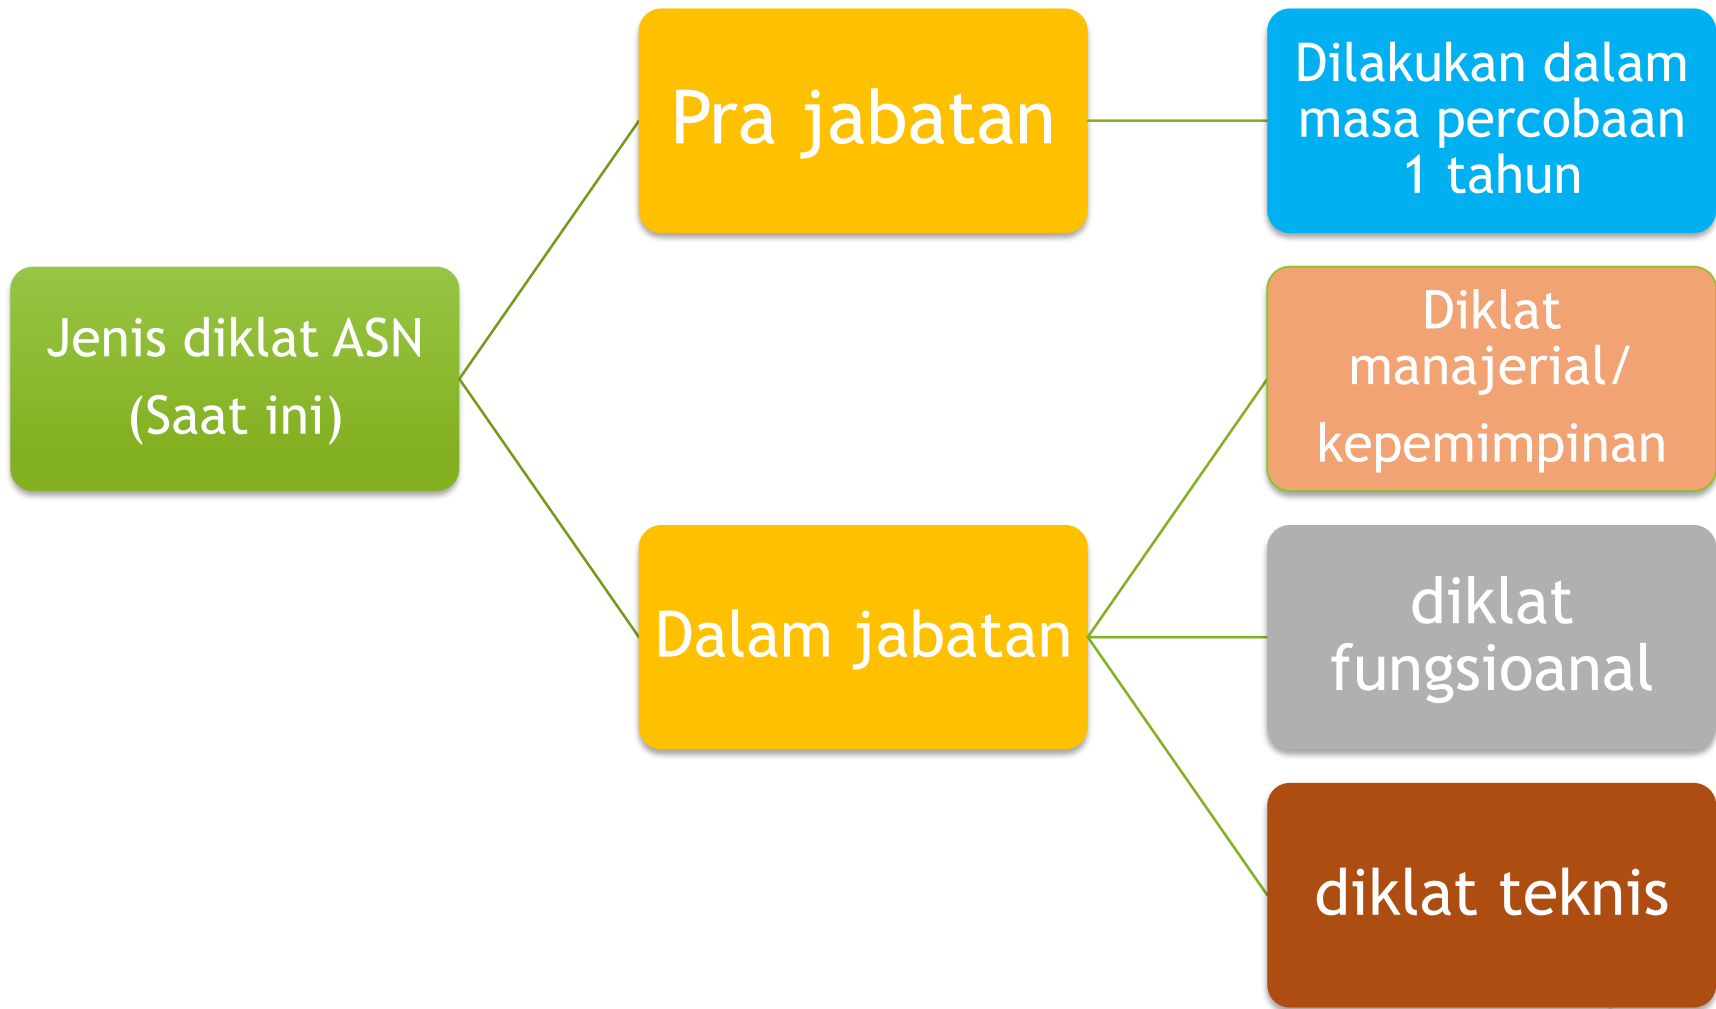 Jenis diklat ASN
(Saat ini)
Pra jabatan
Dilakukan dalam
masa percobaan
1 tahun
Dalam jabatan
Diklat
manajerial/
kepemimpinan
diklat
fungsioanal
diklat teknis